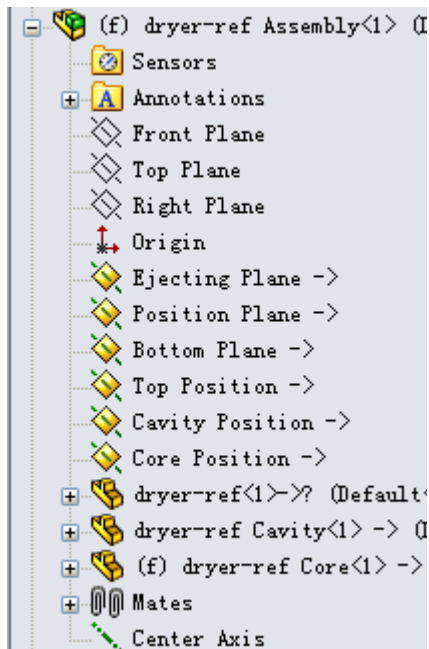 (f) dryer-ref Assembly<1> (
Sensors
Annotations
Front Plane
Top Plane
Right Plane
Origin
Ejecting Plane ->
Position Plane ->
Bottom Plane ->
Top Position ->
Cavity Position ->
Core Position ->
dryer-ref<1>->? (Default
dryer-ref Cavity<1> -> (
(f) dryer-ref Core<1> ->
Mates
Center Axis